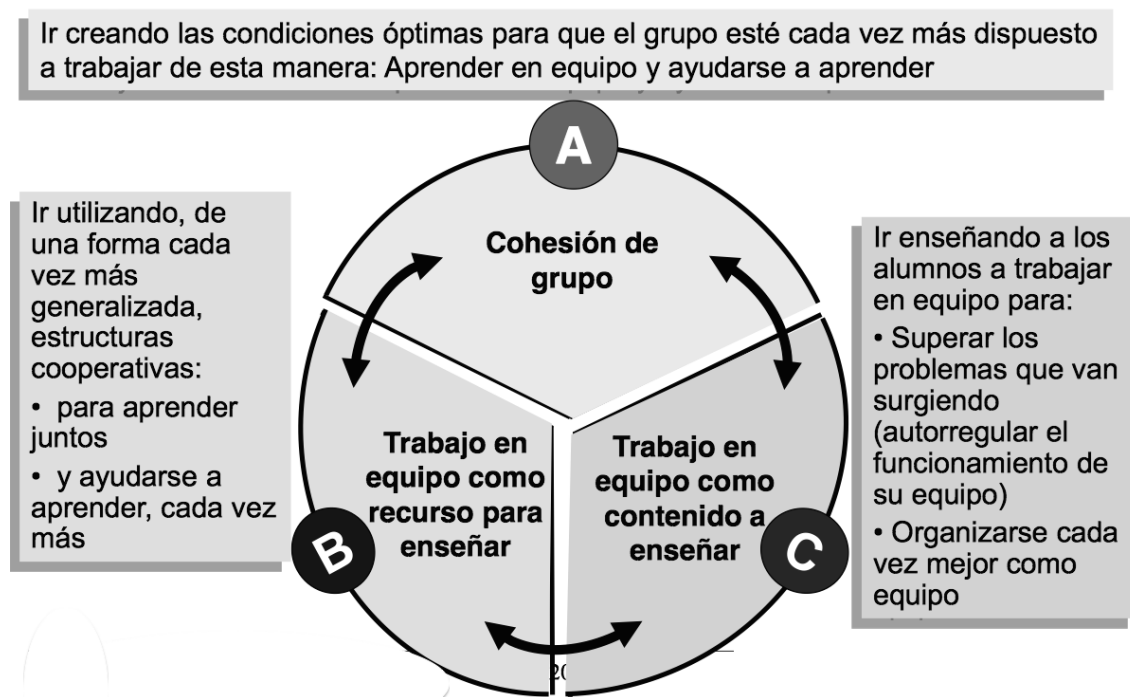 Ir creando las condiciones óptimas para que el grupo esté cada vez más dispuesto
a trabajar de esta manera: Aprender en equipo y ayudarse a aprender
A
Cohesión de
grupo
Ir utilizando, de
una forma cada
vez más
generalizada,
estructuras
cooperativas:
• para aprender
juntos
• y ayudarse a
aprender, cada vez
más
B
Trabajo en
equipo como
recurso para
enseñar
Trabajo en
equipo como
contenido a
enseñar
C
Ir enseñando a los
alumnos a trabajar
en equipo para:
• Superar los
problemas que van
surgiendo
(autorregular el
funcionamiento de
su equipo)
• Organizarse cada
vez mejor como
equipo